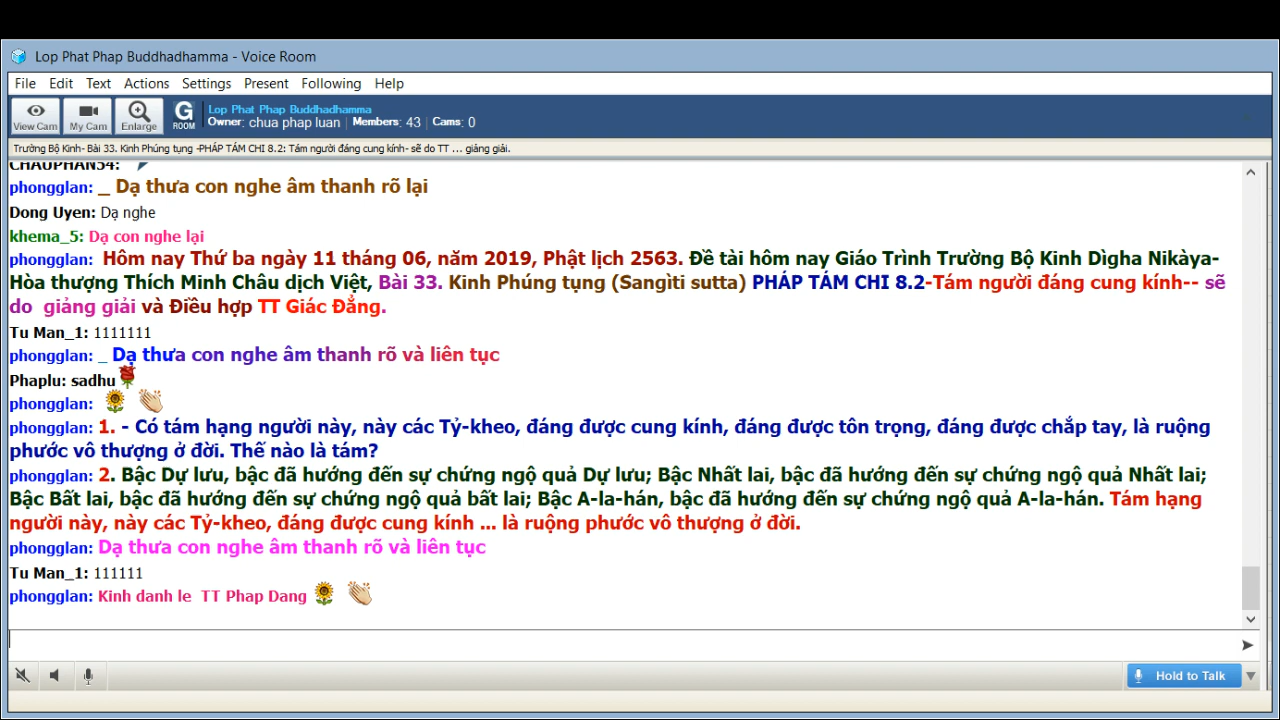 Lop Phat Phap Buddhadhamma - Voice Room
File Edit Text Actions Settings Present Following Help
View Cam My Cam Enlarge G ROOM Lop Phat Phap Buddhadhamma
Owner: chua phap luan | Members: 43 | Cams: 0
Trường Bộ Kinh- Bài 33. Kinh Phúng tụng -PHÁP TÁM CHI 8.2: Tám người đáng cung kính- sẽ do TT ... giảng giải.
CHAUPHAN54:
phongglan: _ Dạ thưa con nghe âm thanh rõ lại
Dong Uyen: Dạ nghe
khema_5: Dạ con nghe lại
phongglan: Hôm nay Thứ ba ngày 11 tháng 06, năm 2019, Phật lịch 2563. Đề tài hôm nay Giáo Trình Trường Bộ Kinh Dìgha Nikàya-
Hòa thượng Thích Minh Châu dịch Việt, Bài 33. Kinh Phúng tụng (Sangìti sutta) PHÁP TÁM CHI 8.2-Tám người đáng cung kính-- sẽ
do giảng giải và Điều hợp TT Giác Đẳng.
Tu Man_1: 1111111
phongglan: _ Dạ thưa con nghe âm thanh rõ và liên tục
Phaplu: sadhu
phongglan:
phongglan: 1. - Có tám hạng người này, này các Tỷ-kheo, đáng được cung kính, đáng được tôn trọng, đáng được chắp tay, là ruộng
phước vô thượng ở đời. Thế nào là tám?
phongglan: 2. Bậc Dự lưu, bậc đã hướng đến sự chứng ngộ quả Dự lưu; Bậc Nhất lai, bậc đã hướng đến sự chứng ngộ quả Nhất lai;
Bậc Bất lai, bậc đã hướng đến sự chứng ngộ quả bất lai; Bậc A-la-hán, bậc đã hướng đến sự chứng ngộ quả A-la-hán. Tám hạng
người này, này các Tỷ-kheo, đáng được cung kính ... là ruộng phước vô thượng ở đời.
phongglan: Dạ thưa con nghe âm thanh rõ và liên tục
Tu Man_1: 111111
phongglan: Kinh danh le TT Phap Dang
Hold to Talk